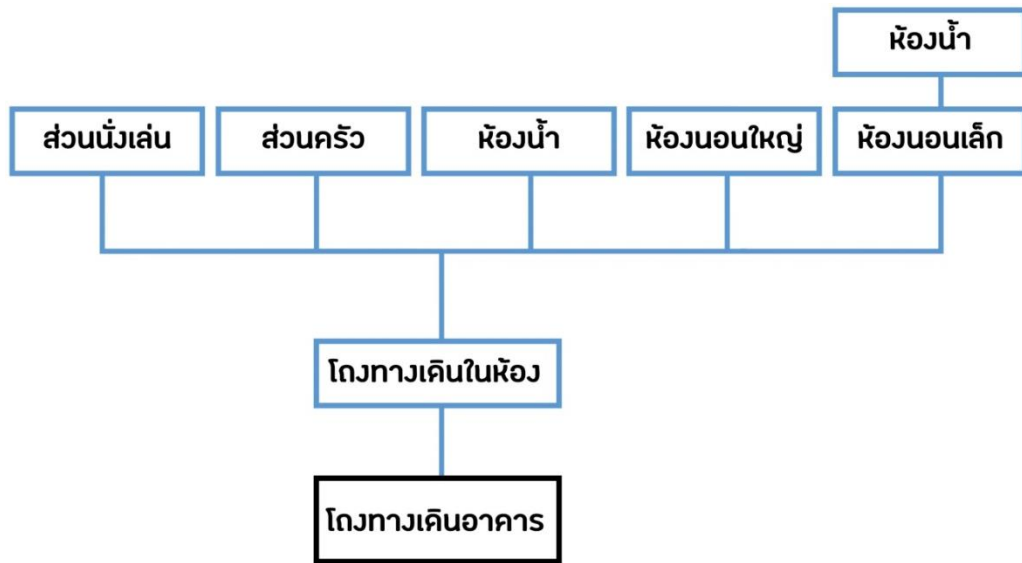 ห้องน้ำ
ส่วนนั่งเล่น
ส่วนครัว
ห้องน้ำ
ห้องนอนใหญ่
ห้องนอนเล็ก
โถงทางเดินในห้อง
โถงทางเดินอาคาร